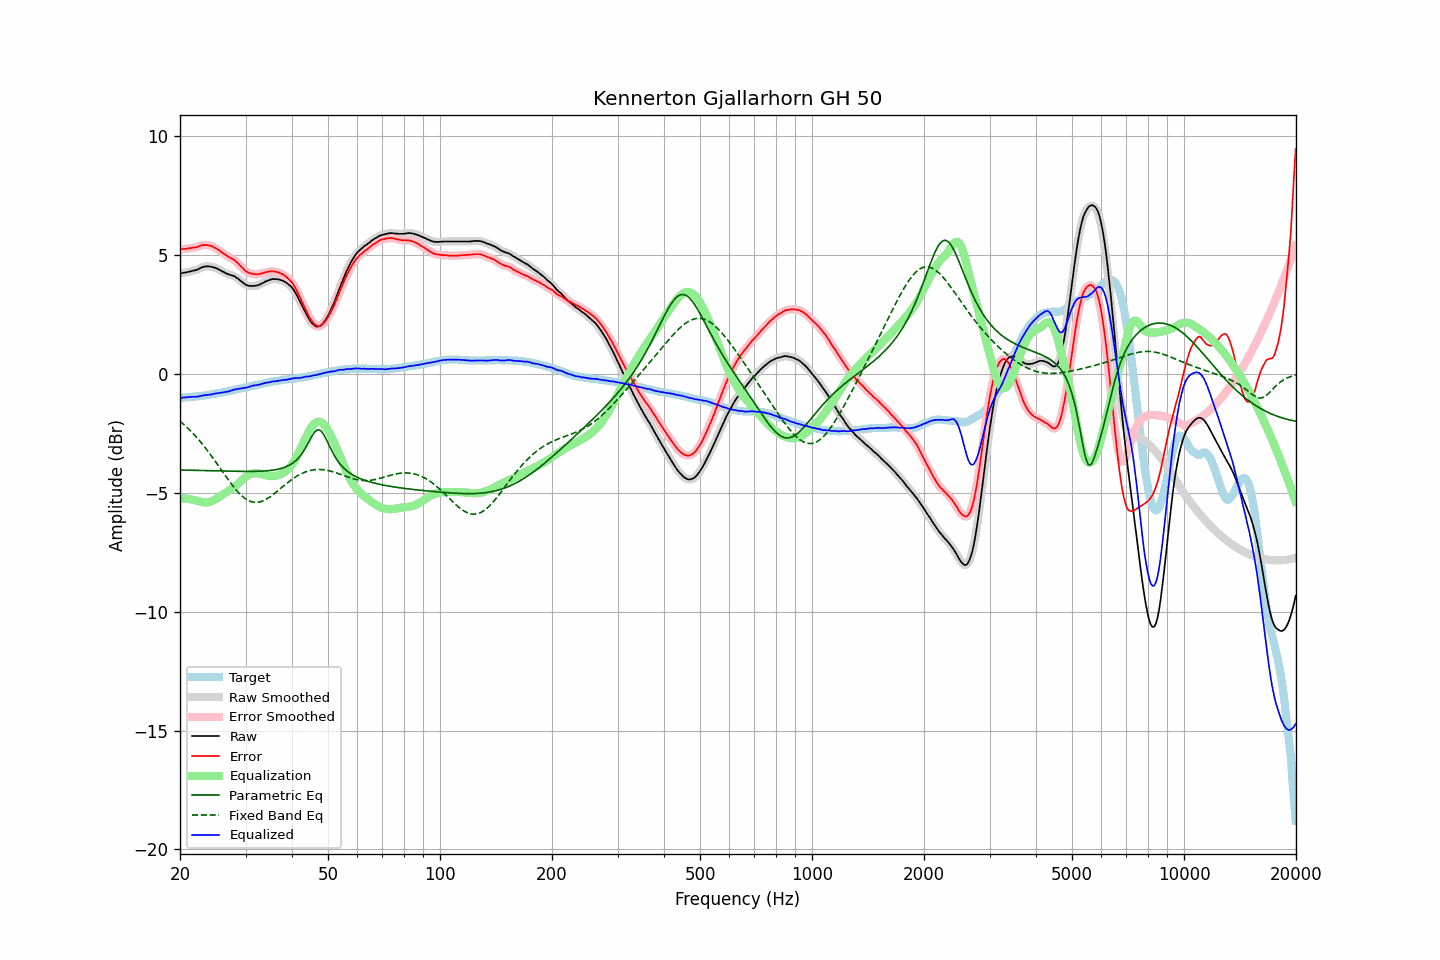 Kennerton Gjallarhorn GH 50
10
5
0
−5
−10
−15
−20
Amplitude (dBr)
Target
Raw Smoothed
Error Smoothed
Raw
Error
Equalization
Parametric Eq
Fixed Band Eq
Equalized
20 50 100 200 500 1000 2000 5000 10000 20000
Frequency (Hz)